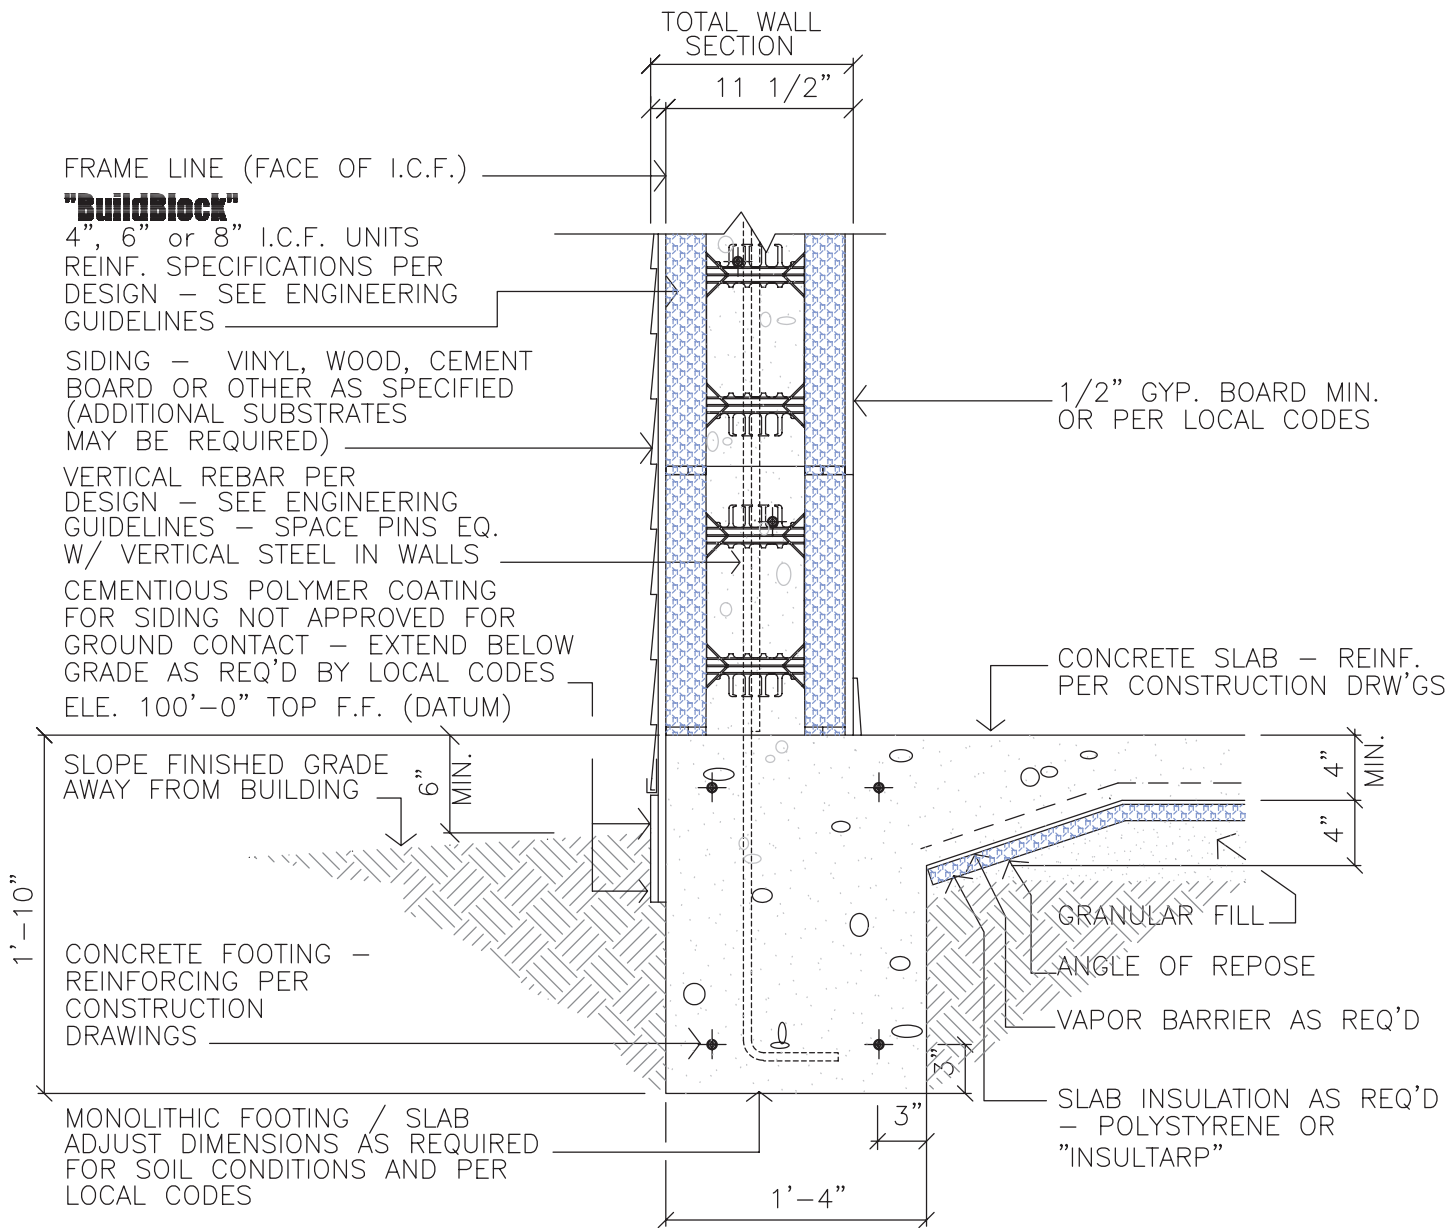 TOTAL WALL
SECTION
11 1/2"
FRAME LINE (FACE OF I.C.F.)
"BuildBlock"
4", 6" or 8" I.C.F. UNITS
REINF. SPECIFICATIONS PER
DESIGN – SEE ENGINEERING
GUIDELINES
SIDING – VINYL, WOOD, CEMENT
BOARD OR OTHER AS SPECIFIED
(ADDITIONAL SUBSTRATES
MAY BE REQUIRED)
VERTICAL REBAR PER
DESIGN – SEE ENGINEERING
GUIDELINES – SPACE PINS EQ.
W/ VERTICAL STEEL IN WALLS
CEMENTIOUS POLYMER COATING
FOR SIDING NOT APPROVED FOR
GROUND CONTACT – EXTEND BELOW
GRADE AS REQ'D BY LOCAL CODES
ELE. 100'–0" TOP F.F. (DATUM)
SLOPE FINISHED GRADE
AWAY FROM BUILDING
6"
MIN.
1'–10"
CONCRETE FOOTING –
REINFORCING PER
CONSTRUCTION
DRAWINGS
MONOLITHIC FOOTING / SLAB
ADJUST DIMENSIONS AS REQUIRED
FOR SOIL CONDITIONS AND PER
LOCAL CODES
1/2" GYP. BOARD MIN.
OR PER LOCAL CODES
CONCRETE SLAB – REINF.
PER CONSTRUCTION DRW'GS
4"
MIN.
4"
GRANULAR FILL
ANGLE OF REPOSE
VAPOR BARRIER AS REQ'D
SLAB INSULATION AS REQ'D
– POLYSTYRENE OR
"INSULTARP"
3"
3"
1'–4"